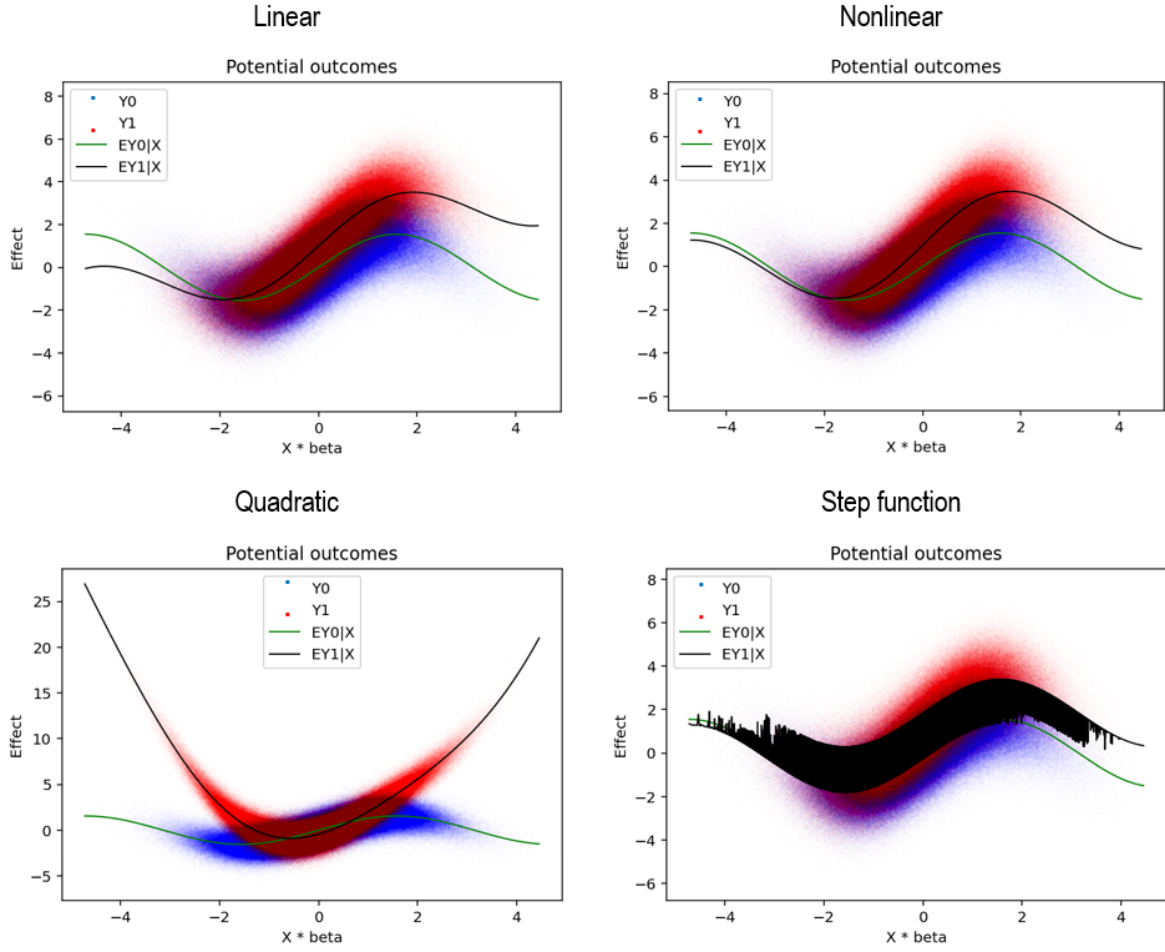 Linear
Potential outcomes
Y0
Y1
EY0|X
EY1|X
8
6
4
2
0
−2
−4
−6
Effect
−4 −2 0 2 4
X * beta
Nonlinear
Potential outcomes
Y0
Y1
EY0|X
EY1|X
8
6
4
2
0
−2
−4
−6
Effect
−4 −2 0 2 4
X * beta
Quadratic
Potential outcomes
Y0
Y1
EY0|X
EY1|X
25
20
15
10
5
0
−5
Effect
−4 −2 0 2 4
X * beta
Step function
Potential outcomes
Y0
Y1
EY0|X
EY1|X
8
6
4
2
0
−2
−4
−6
Effect
−4 −2 0 2 4
X * beta